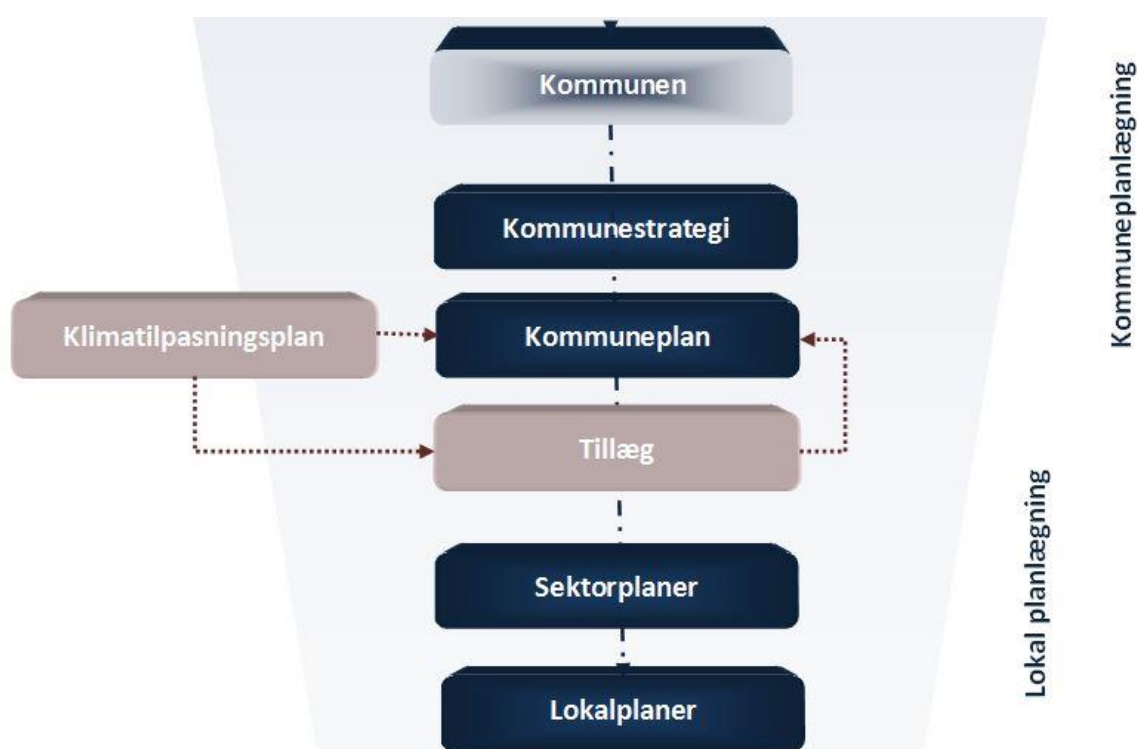 Kommunen
Kommunestrategi
Klimatilpasningsplan
Kommuneplan
Tillæg
Sektorplaner
Lokalplaner
Kommuneplanlægning
Lokal planlægning